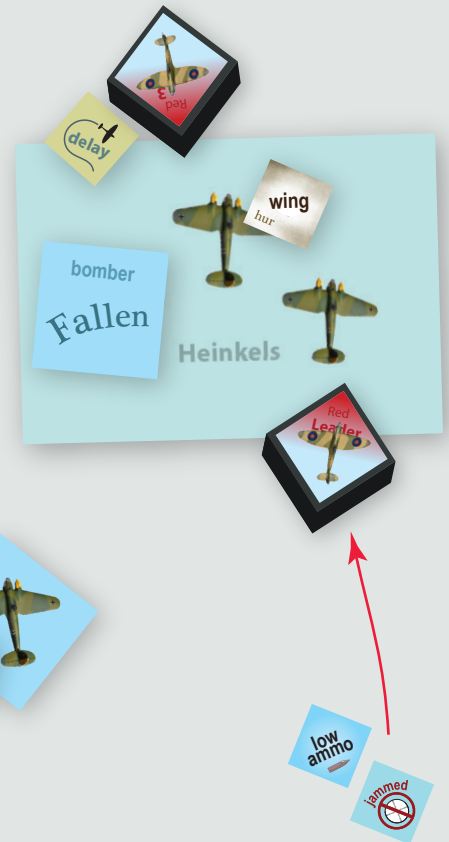 Red
3
delay
wing
hur
bomber
Fallen
Heinkels
Red
Leader
low
ammo
jammed